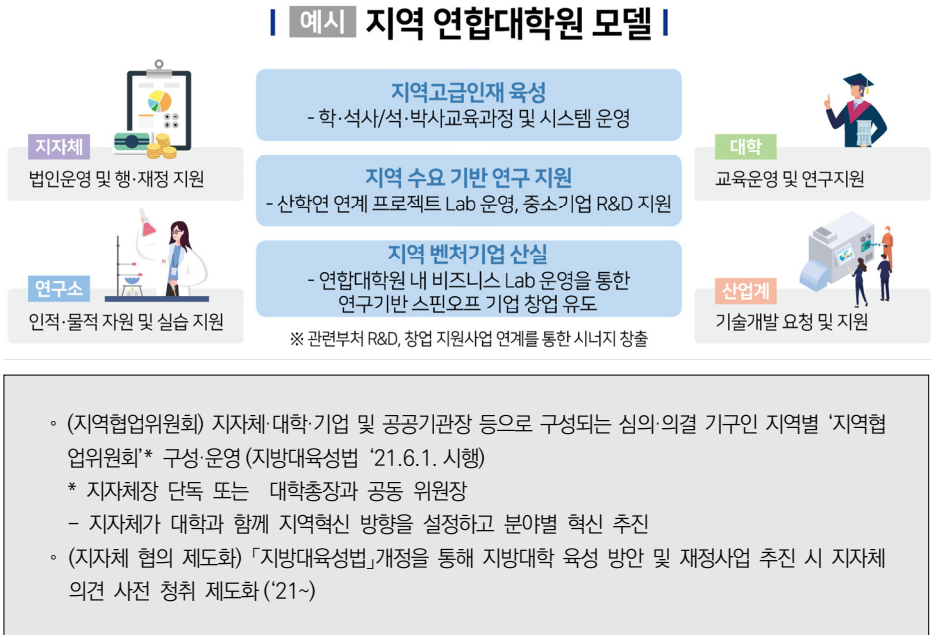 예시 지역 연합대학원 모델
지자체
법인운영 및 행·재정 지원
연구소
인적·물적 자원 및 실습 지원
지역고급인재 육성
- 학·석사/석·박사교육과정 및 시스템 운영
지역 수요 기반 연구 지원
- 산학연 연계 프로젝트 Lab 운영, 중소기업 R&D 지원
지역 벤처기업 산실
- 연합대학원 내 비즈니스 Lab 운영을 통한
연구기반 스핀오프 기업 창업 유도
※ 관련부처 R&D, 창업 지원사업 연계를 통한 시너지 창출
대학
교육운영 및 연구지원
산업계
기술개발 요청 및 지원
◦ (지역협업위원회) 지자체·대학·기업 및 공공기관장 등으로 구성되는 심의·의결 기구인 지역별 ‘지역협
업위원회’* 구성·운영(지방대육성법 ‘21.6.1. 시행)
* 지자체장 단독 또는 대학총장과 공동 위원장
– 지자체가 대학과 함께 지역혁신 방향을 설정하고 분야별 혁신 추진
◦ (지자체 협의 제도화) 「지방대육성법」개정을 통해 지방대학 육성 방안 및 재정사업 추진 시 지자체
의견 사전 청취 제도화(‘21~)